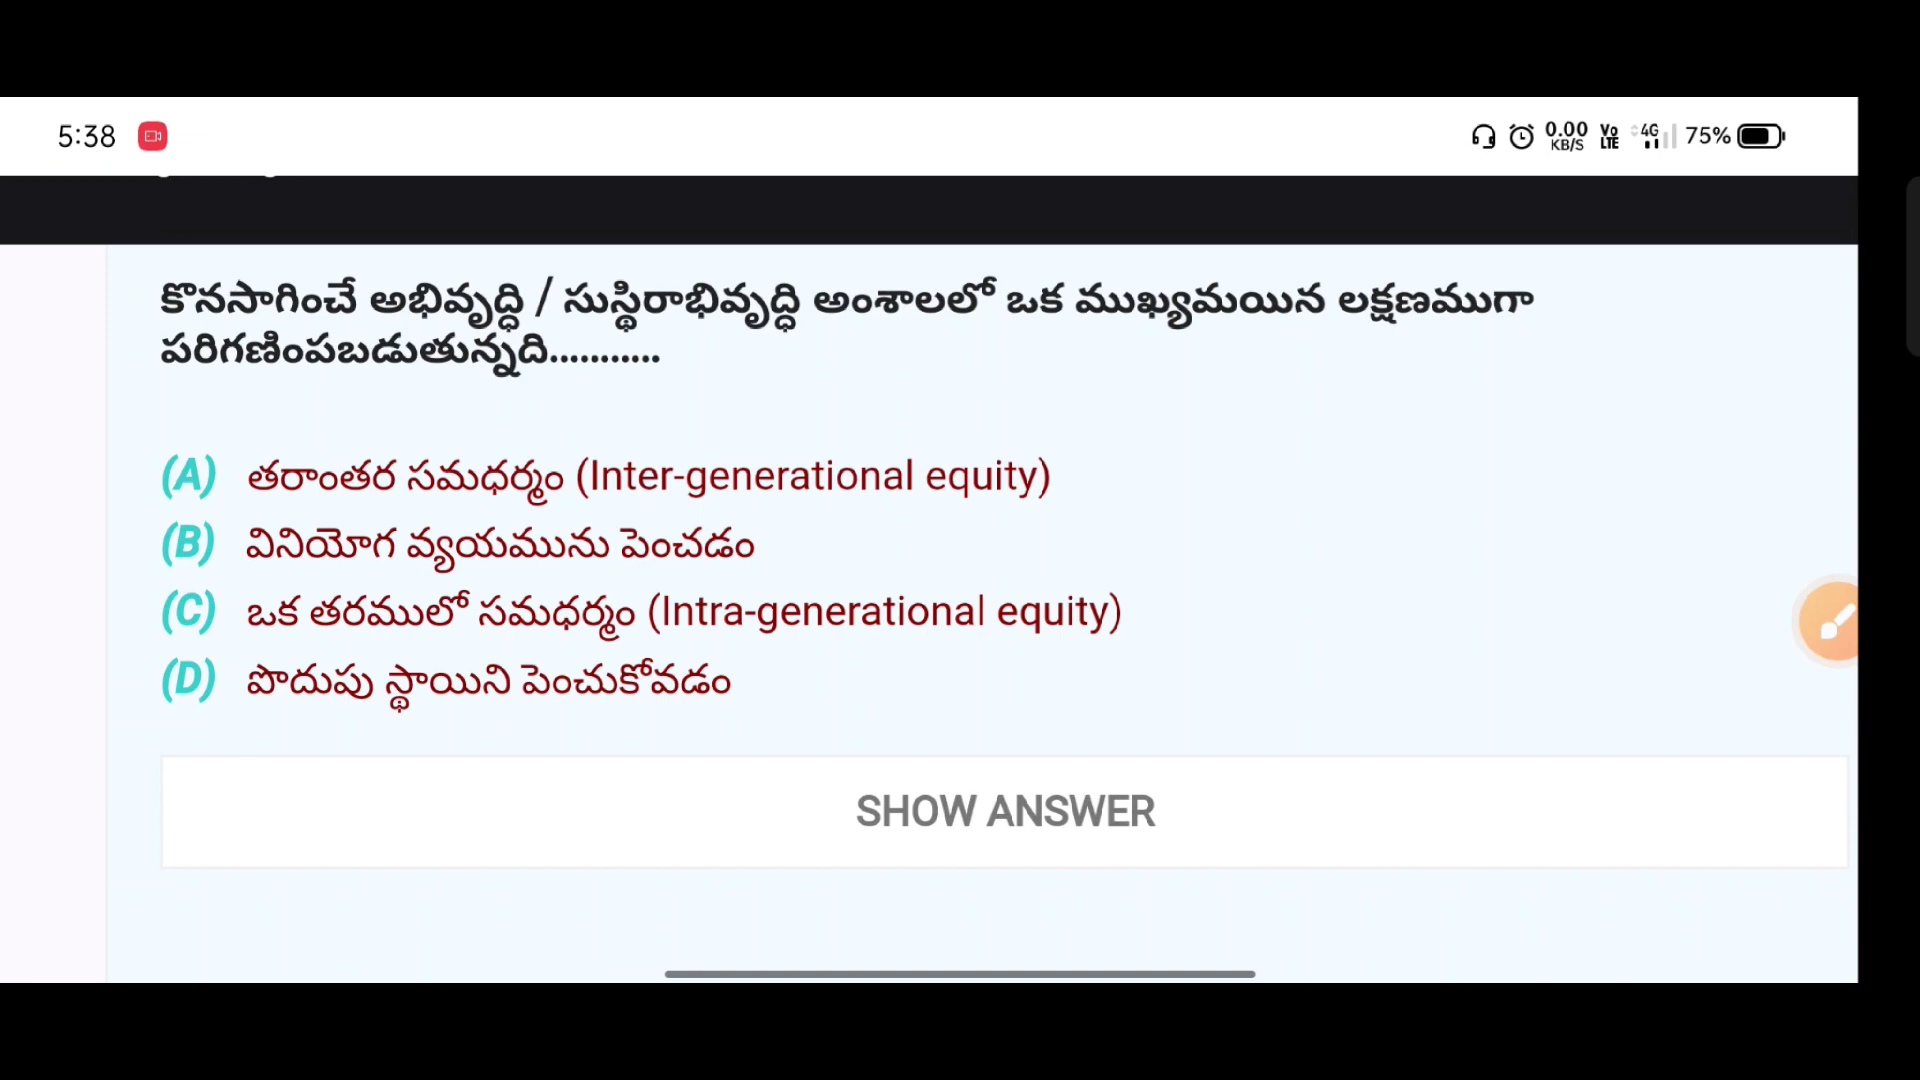 5:38 0.00 KB/S Vo LTE 4G 75%
కొనసాగించే అభివృద్ధి / సుస్థిరాభివృద్ధి అంశాలలో ఒక ముఖ్యమయిన లక్షణముగా
పరిగణింపబడుతున్నది...........
(A) తరాంతర సమధర్మం (Inter-generational equity)
(B) వినియోగ వ్యయమును పెంచడం
(C) ఒక తరములో సమధర్మం (Intra-generational equity)
(D) పొదుపు స్థాయిని పెంచుకోవడం
SHOW ANSWER